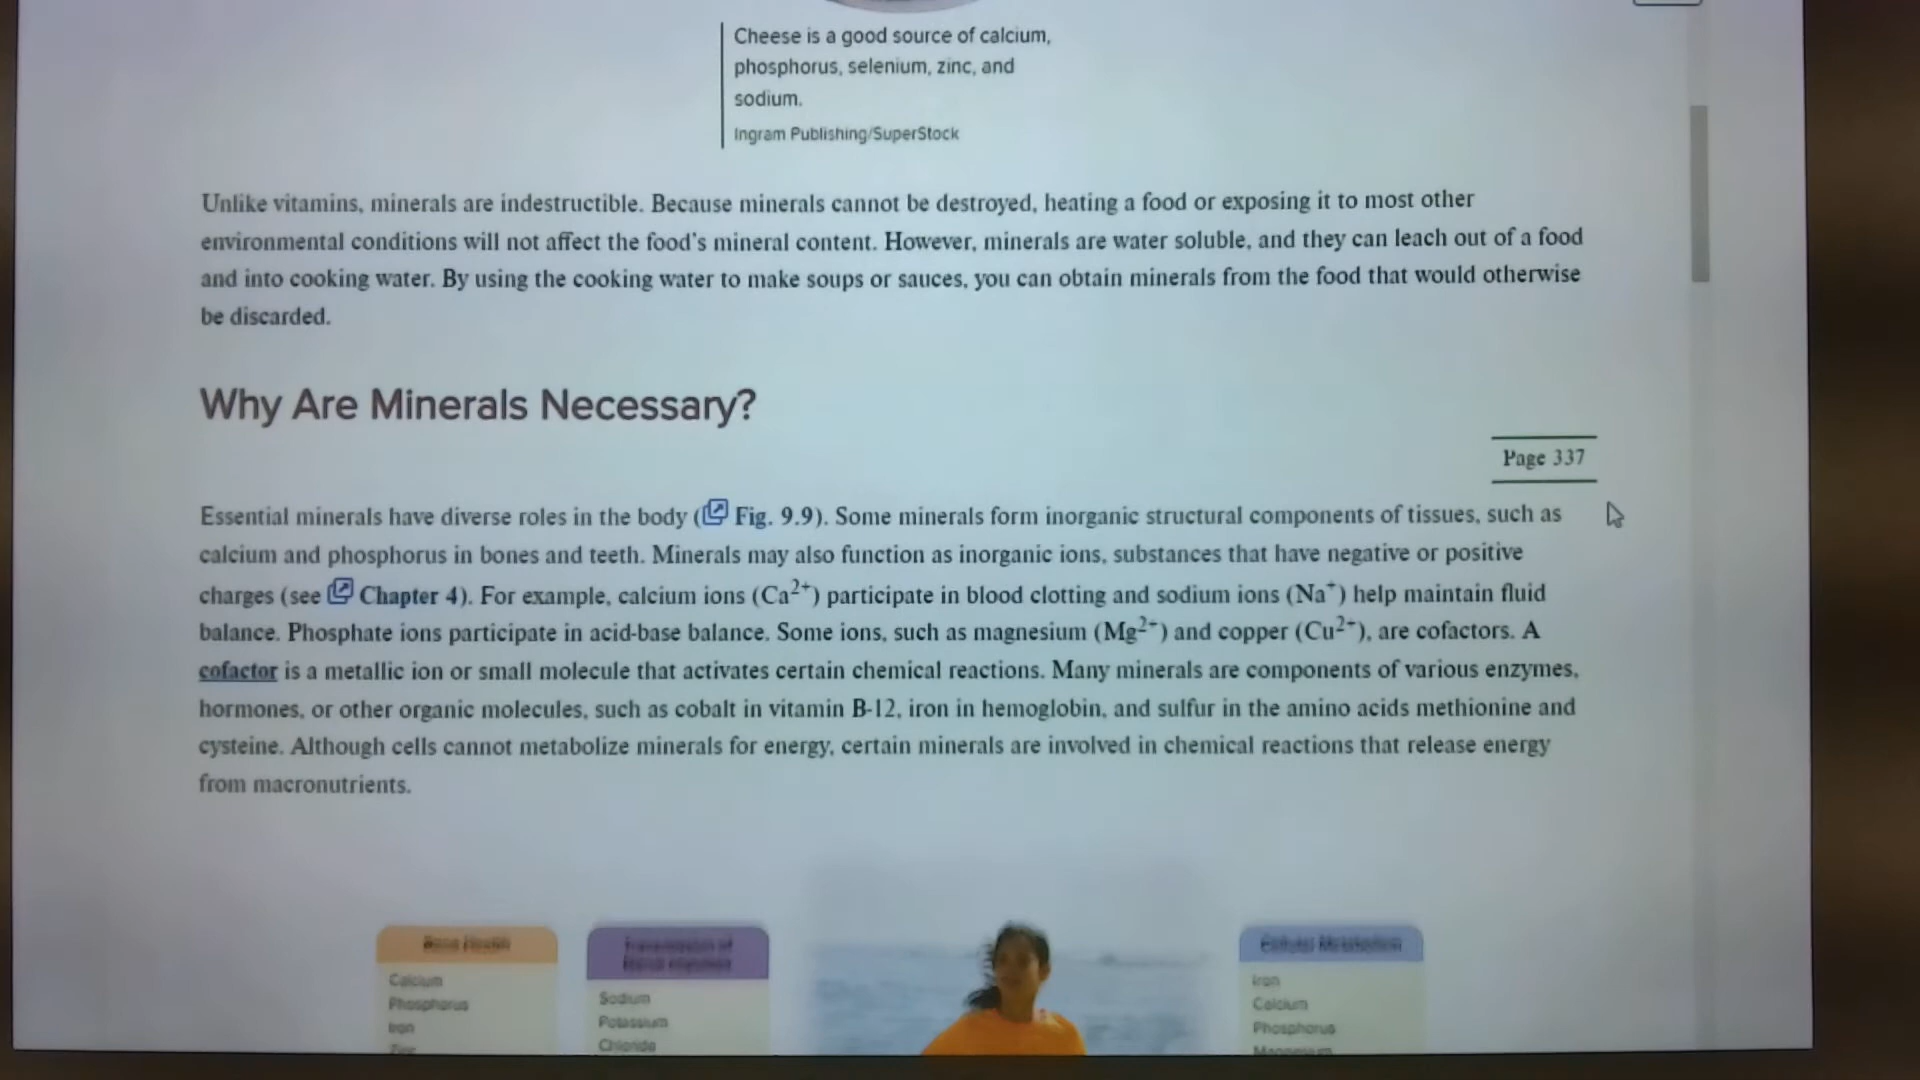 Cheese is a good source of calcium,
phosphorus, selenium, zinc, and
sodium.
Ingram Publishing/SuperStock
Unlike vitamins, minerals are indestructible. Because minerals cannot be destroyed, heating a food or exposing it to most other
environmental conditions will not affect the food's mineral content. However, minerals are water soluble, and they can leach out of a food
and into cooking water. By using the cooking water to make soups or sauces, you can obtain minerals from the food that would otherwise
be discarded.
Why Are Minerals Necessary?
Page 337
Essential minerals have diverse roles in the body (Fig. 9.9). Some minerals form inorganic structural components of tissues, such as
calcium and phosphorus in bones and teeth. Minerals may also function as inorganic ions, substances that have negative or positive
charges (see Chapter 4). For example, calcium ions (Ca²⁺) participate in blood clotting and sodium ions (Na⁺) help maintain fluid
balance. Phosphate ions participate in acid-base balance. Some ions, such as magnesium (Mg²⁺) and copper (Cu²⁺), are cofactors. A
cofactor is a metallic ion or small molecule that activates certain chemical reactions. Many minerals are components of various enzymes,
hormones, or other organic molecules, such as cobalt in vitamin B-12, iron in hemoglobin, and sulfur in the amino acids methionine and
cysteine. Although cells cannot metabolize minerals for energy, certain minerals are involved in chemical reactions that release energy
from macronutrients.
Bone Health
Calcium
Phosphorus
Iron
Zinc
Transmission of
Nerve Impulses
Sodium
Potassium
Chloride
Cellular Metabolism
Iron
Calcium
Phosphorus
Magnesium